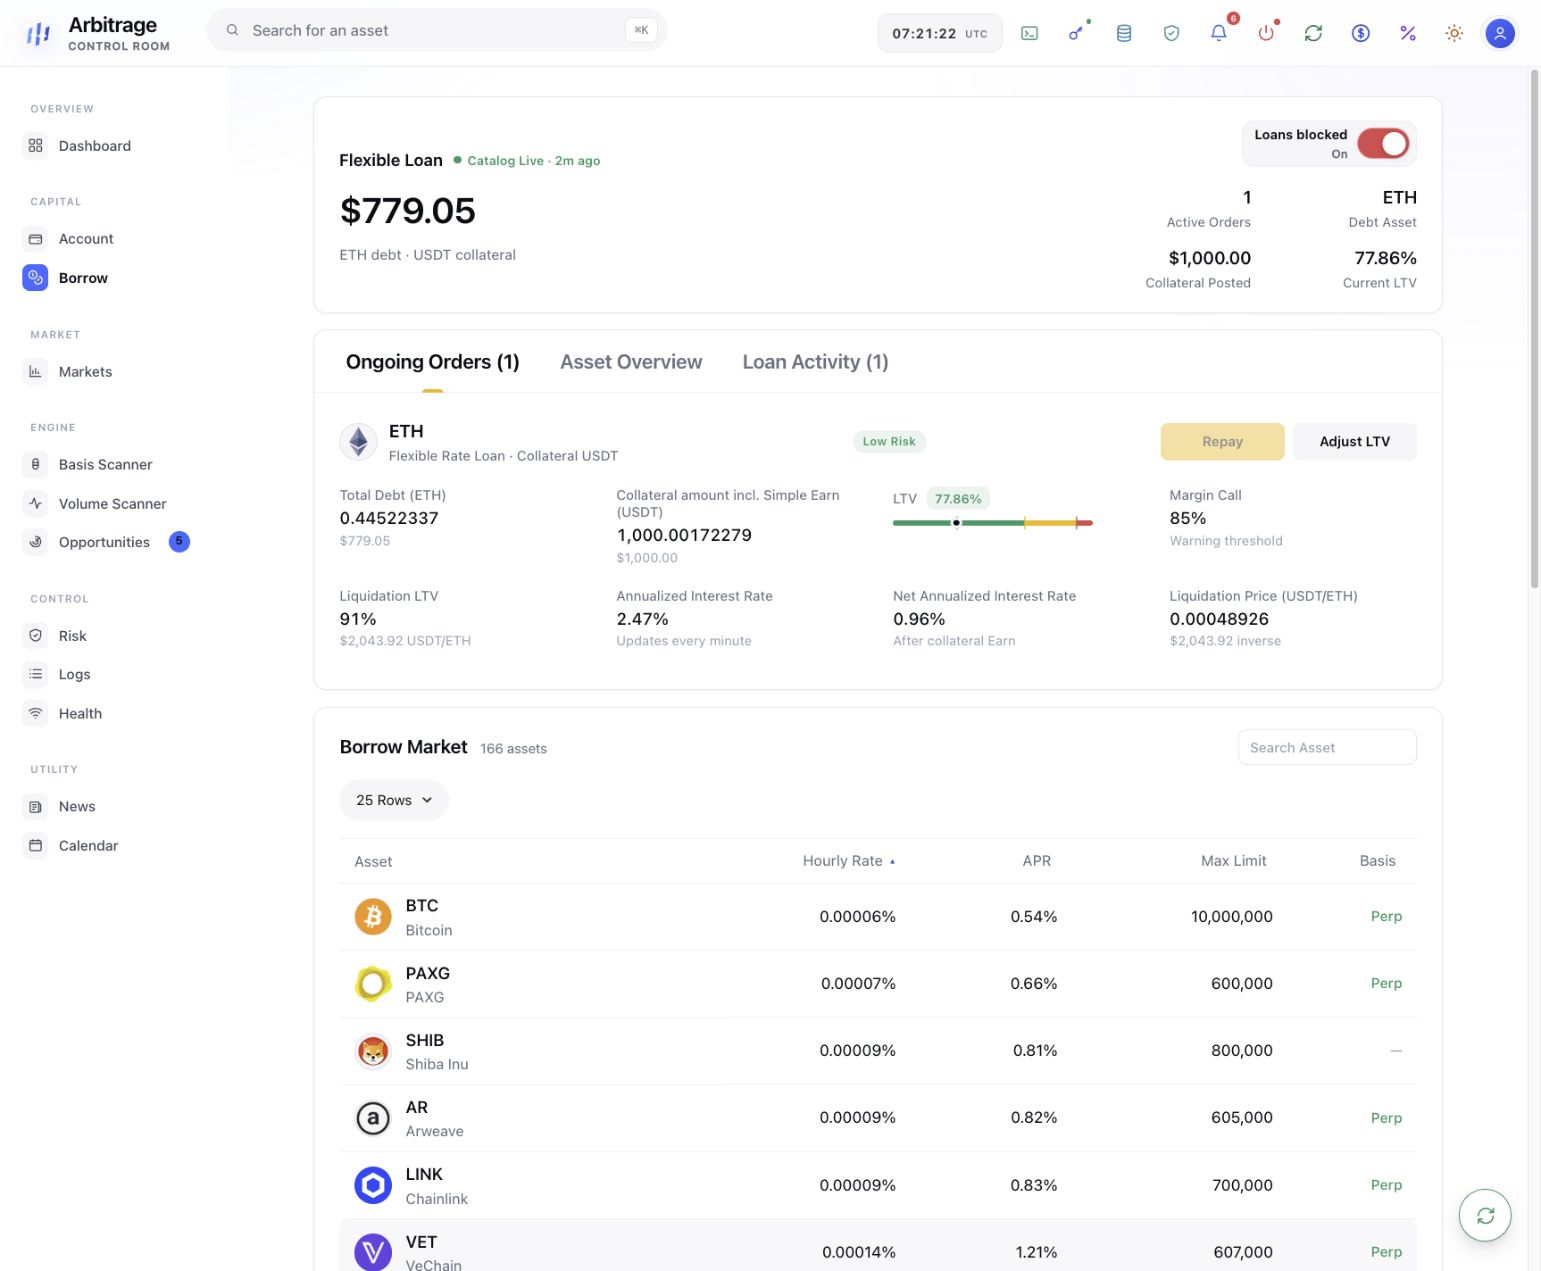 Arbitrage
CONTROL ROOM
Search for an asset
⌘K
07:21:22 UTC
6
OVERVIEW
Dashboard
CAPITAL
Account
Borrow
MARKET
Markets
ENGINE
Basis Scanner
Volume Scanner
Opportunities 5
CONTROL
Risk
Logs
Health
UTILITY
News
Calendar
Flexible Loan
Catalog Live · 2m ago
$779.05
ETH debt · USDT collateral
Loans blocked
On
1
Active Orders
ETH
Debt Asset
$1,000.00
Collateral Posted
77.86%
Current LTV
Ongoing Orders (1)
Asset Overview
Loan Activity (1)
ETH
Flexible Rate Loan · Collateral USDT
Low Risk
Repay
Adjust LTV
Total Debt (ETH)
0.44522337
$779.05
Collateral amount incl. Simple Earn
(USDT)
1,000.00172279
$1,000.00
LTV 77.86%
Margin Call
85%
Warning threshold
Liquidation LTV
91%
$2,043.92 USDT/ETH
Annualized Interest Rate
2.47%
Updates every minute
Net Annualized Interest Rate
0.96%
After collateral Earn
Liquidation Price (USDT/ETH)
0.00048926
$2,043.92 inverse
Borrow Market 166 assets
Search Asset
25 Rows
Asset Hourly Rate APR Max Limit Basis
BTC
Bitcoin
0.00006% 0.54% 10,000,000 Perp
PAXG
PAXG
0.00007% 0.66% 600,000 Perp
SHIB
Shiba Inu
0.00009% 0.81% 800,000 —
AR
Arweave
0.00009% 0.82% 605,000 Perp
LINK
Chainlink
0.00009% 0.83% 700,000 Perp
VET
VeChain
0.00014% 1.21% 607,000 Perp